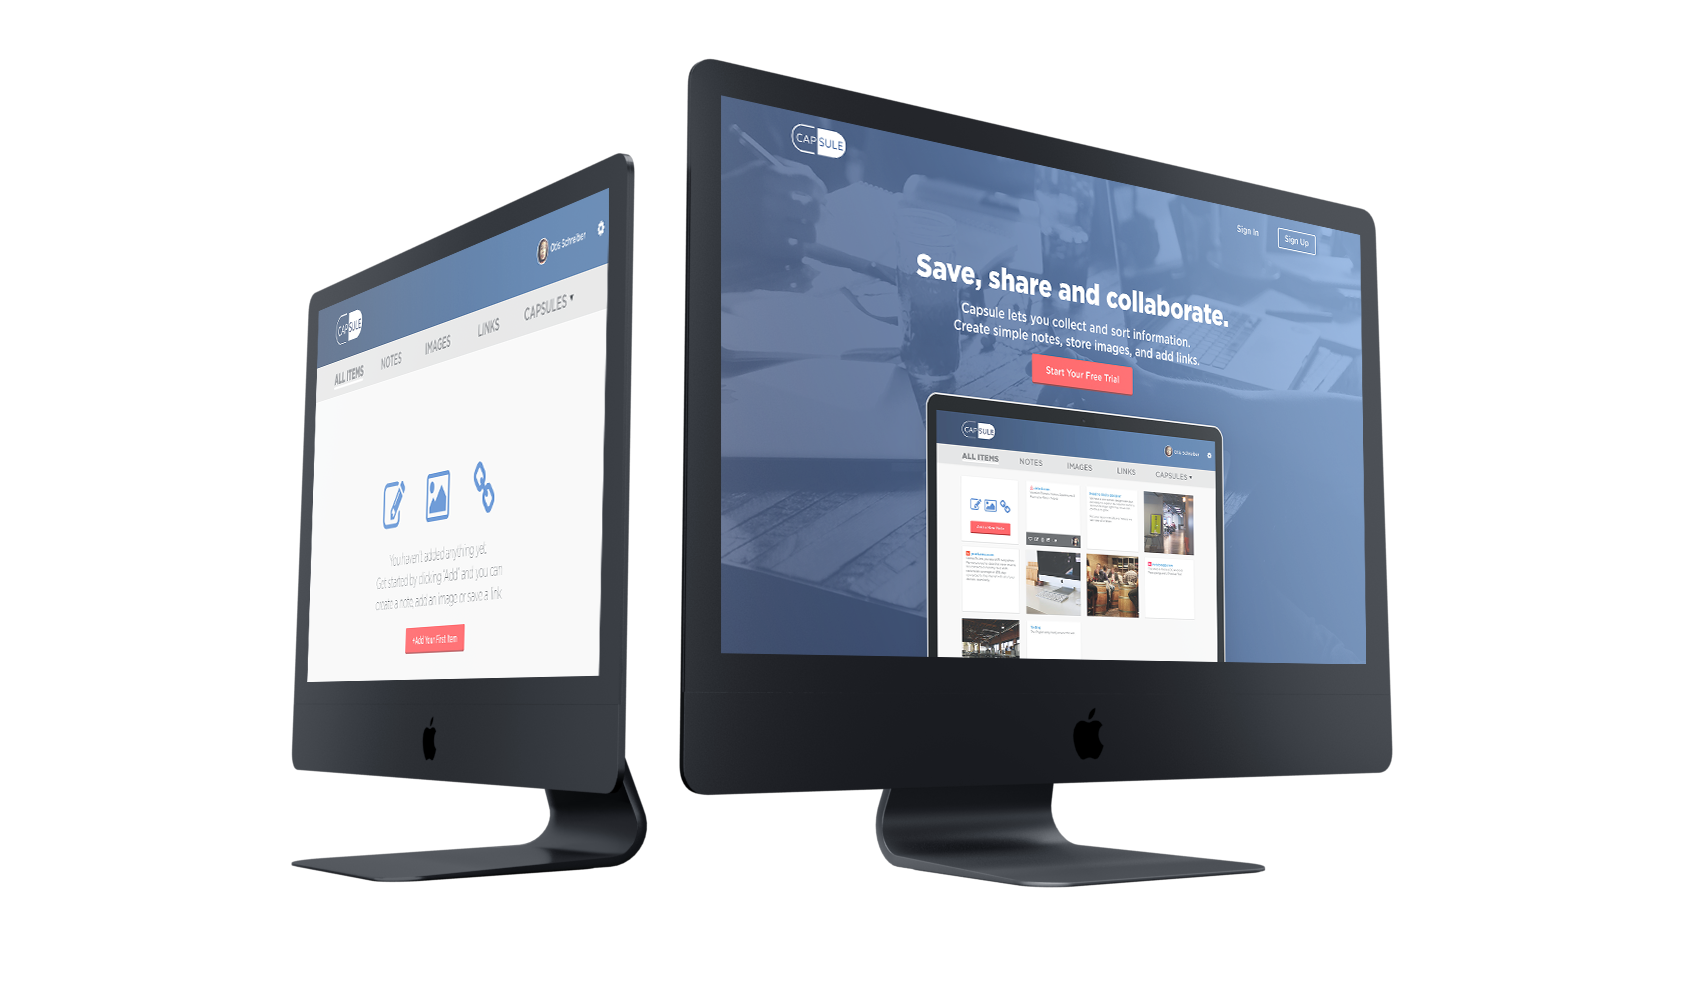 CAPSULE
Otis Schreiber
ALL ITEMS
NOTES
IMAGES
LINKS
CAPSULES
You haven't added anything yet.
Get started by clicking "Add" and you can
create a note, add an image or save a link.
+Add Your First Item
CAPSULE
Sign In
Sign Up
Save, share and collaborate.
Capsule lets you collect and sort information.
Create simple notes, store images, and add links.
Start Your Free Trial
CAPSULE
Otis Schreiber
ALL ITEMS
NOTES
IMAGES
LINKS
CAPSULES